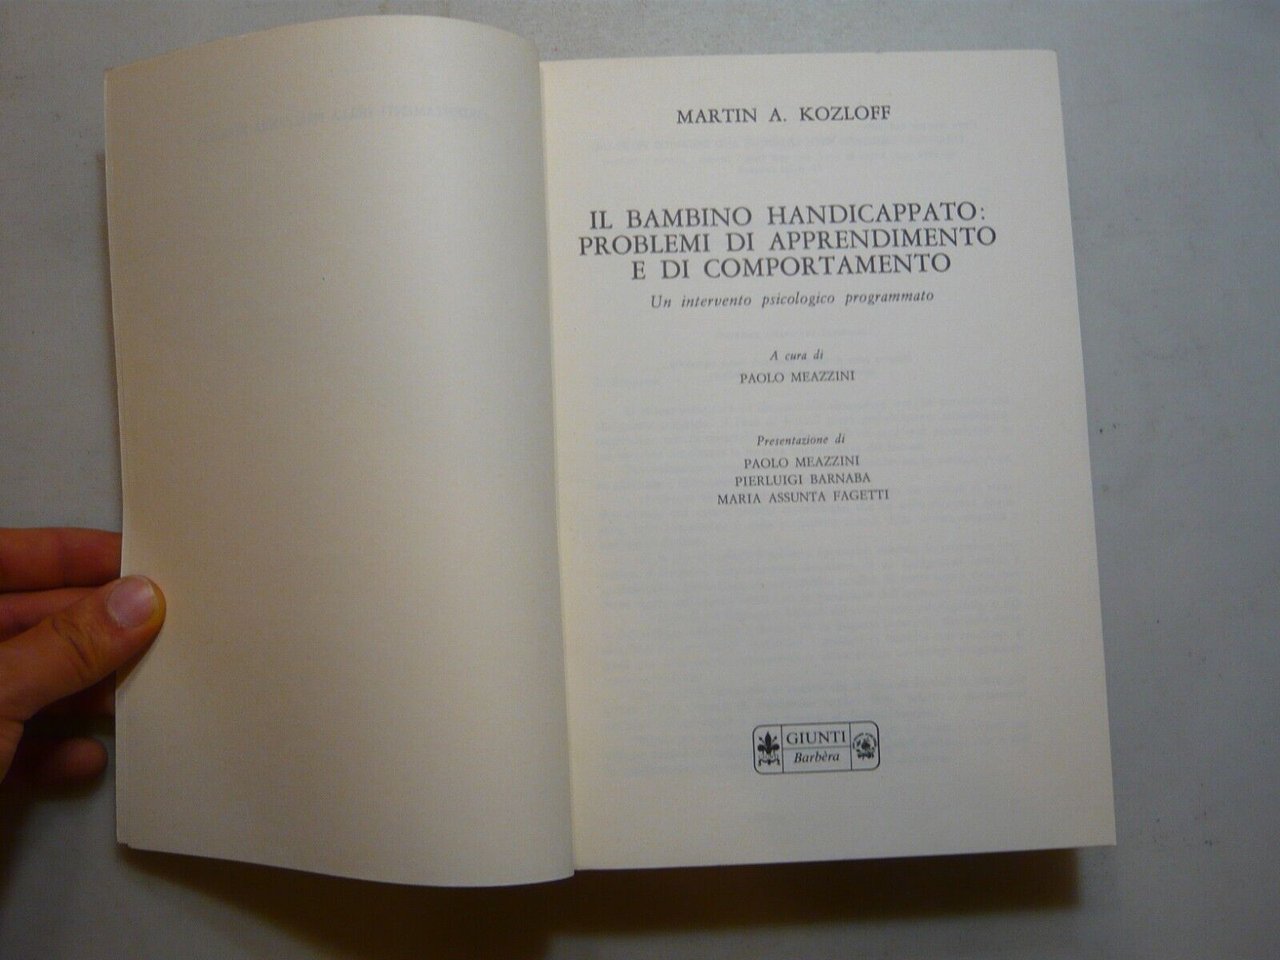 MARTIN A. KOZLOFF
IL BAMBINO HANDICAPPATO:
PROBLEMI DI APPRENDIMENTO
E DI COMPORTAMENTO
Un intervento psicologico programmato
A cura di
PAOLO MEAZZINI
Presentazione di
PAOLO MEAZZINI
PIERLUIGI BARNABA
MARIA ASSUNTA FAGETTI
GIUNTI
Barbèra